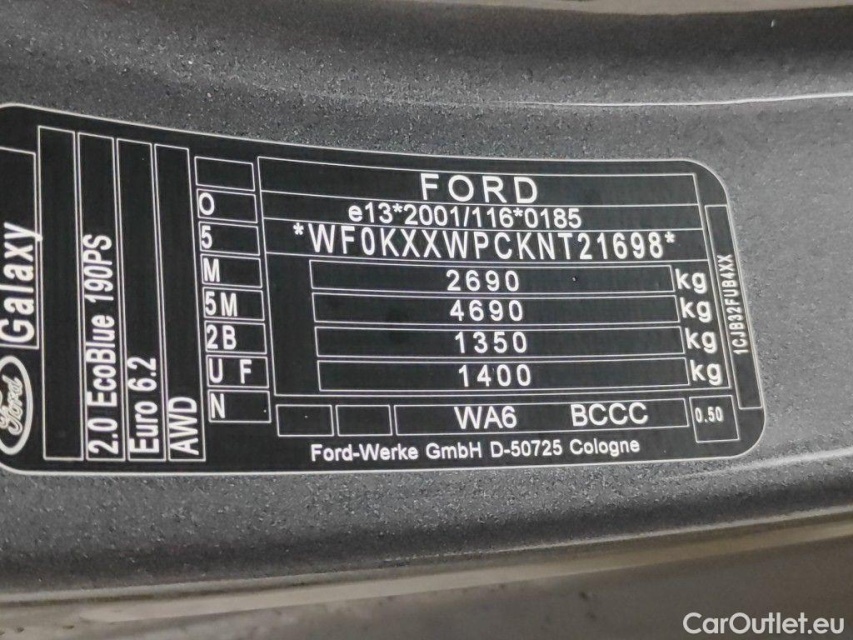 FORD
e13*2001/116*0185
*WF0KXXWPCKNT21698*
2690 kg
4690 kg
1350 kg
1400 kg
WA6 BCCC 0.50
Ford-Werke GmbH D-50725 Cologne
1CJB32FUB4XX
O
5
M
5M
2B
U F
N
AWD
Euro 6.2
2.0 EcoBlue 190PS
Galaxy
Ford
CarOutlet.eu